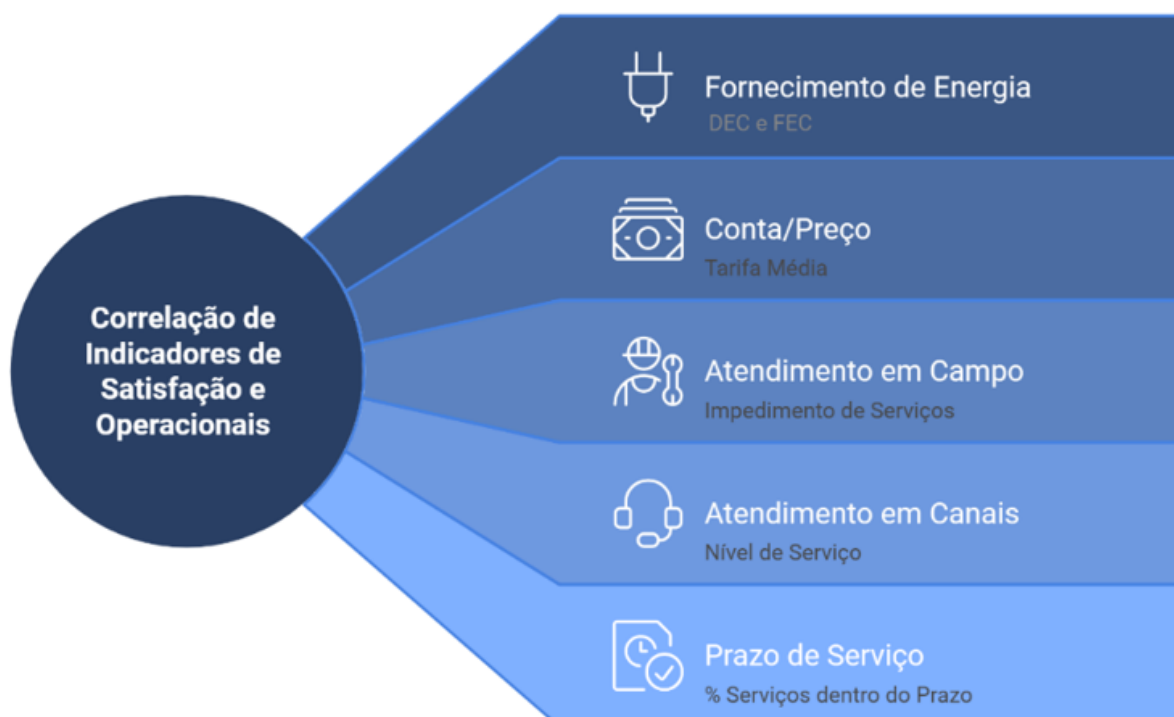 Correlação de
Indicadores de
Satisfação e
Operacionais
Fornecimento de Energia
DEC e FEC
Conta/Preço
Tarifa Média
Atendimento em Campo
Impedimento de Serviços
Atendimento em Canais
Nível de Serviço
Prazo de Serviço
% Serviços dentro do Prazo